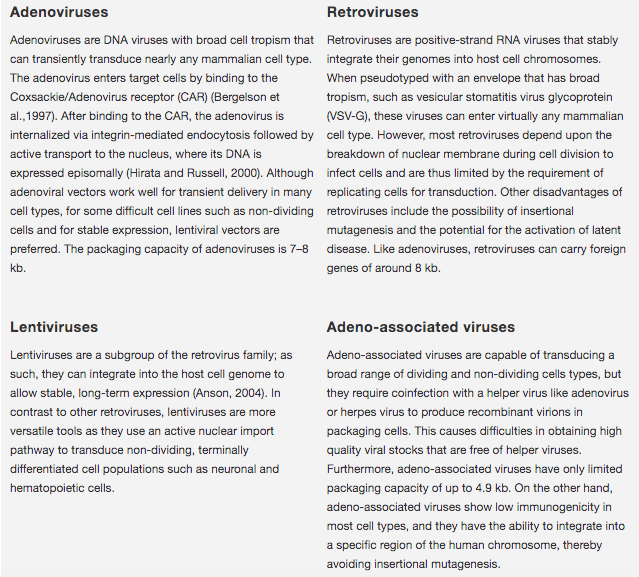 Adenoviruses
Adenoviruses are DNA viruses with broad cell tropism that
can transiently transduce nearly any mammalian cell type.
The adenovirus enters target cells by binding to the
Coxsackie/Adenovirus receptor (CAR) (Bergelson et
al.,1997). After binding to the CAR, the adenovirus is
internalized via integrin-mediated endocytosis followed by
active transport to the nucleus, where its DNA is
expressed episomally (Hirata and Russell, 2000). Although
adenoviral vectors work well for transient delivery in many
cell types, for some difficult cell lines such as non-dividing
cells and for stable expression, lentiviral vectors are
preferred. The packaging capacity of adenoviruses is 7–8
kb.
Retroviruses
Retroviruses are positive-strand RNA viruses that stably
integrate their genomes into host cell chromosomes.
When pseudotyped with an envelope that has broad
tropism, such as vesicular stomatitis virus glycoprotein
(VSV-G), these viruses can enter virtually any mammalian
cell type. However, most retroviruses depend upon the
breakdown of nuclear membrane during cell division to
infect cells and are thus limited by the requirement of
replicating cells for transduction. Other disadvantages of
retroviruses include the possibility of insertional
mutagenesis and the potential for the activation of latent
disease. Like adenoviruses, retroviruses can carry foreign
genes of around 8 kb.
Lentiviruses
Lentiviruses are a subgroup of the retrovirus family; as
such, they can integrate into the host cell genome to
allow stable, long-term expression (Anson, 2004). In
contrast to other retroviruses, lentiviruses are more
versatile tools as they use an active nuclear import
pathway to transduce non-dividing, terminally
differentiated cell populations such as neuronal and
hematopoietic cells.
Adeno-associated viruses
Adeno-associated viruses are capable of transducing a
broad range of dividing and non-dividing cells types, but
they require coinfection with a helper virus like adenovirus
or herpes virus to produce recombinant virions in
packaging cells. This causes difficulties in obtaining high
quality viral stocks that are free of helper viruses.
Furthermore, adeno-associated viruses have only limited
packaging capacity of up to 4.9 kb. On the other hand,
adeno-associated viruses show low immunogenicity in
most cell types, and they have the ability to integrate into
a specific region of the human chromosome, thereby
avoiding insertional mutagenesis.